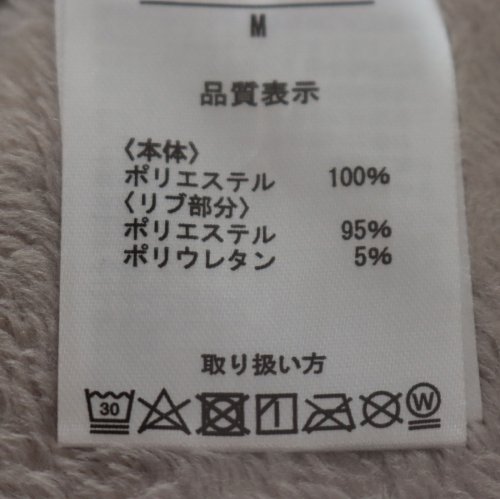 M
品質表示
〈本体〉
ポリエステル 100%
〈リブ部分〉
ポリエステル 95%
ポリウレタン 5%
取り扱い方
30 W